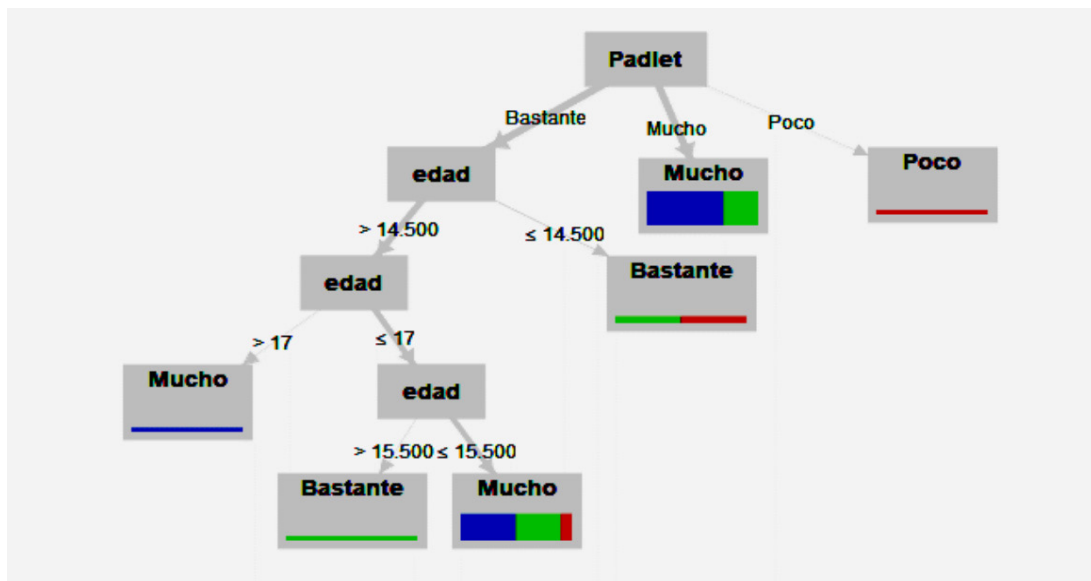 Padlet
Bastante
Mucho
Poco
edad
Mucho
Poco
> 14.500
≤ 14.500
edad
Bastante
> 17
≤ 17
Mucho
edad
> 15.500
≤ 15.500
Bastante
Mucho